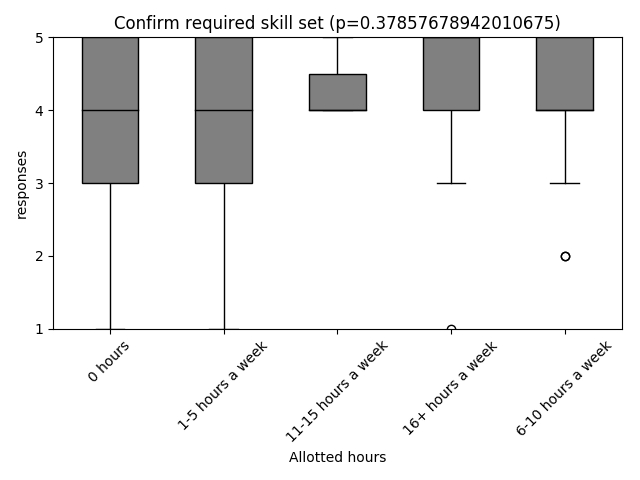 Confirm required skill set (p=0.37857678942010675)
5
4
3
2
1
responses
0 hours
1-5 hours a week
11-15 hours a week
16+ hours a week
6-10 hours a week
Allotted hours